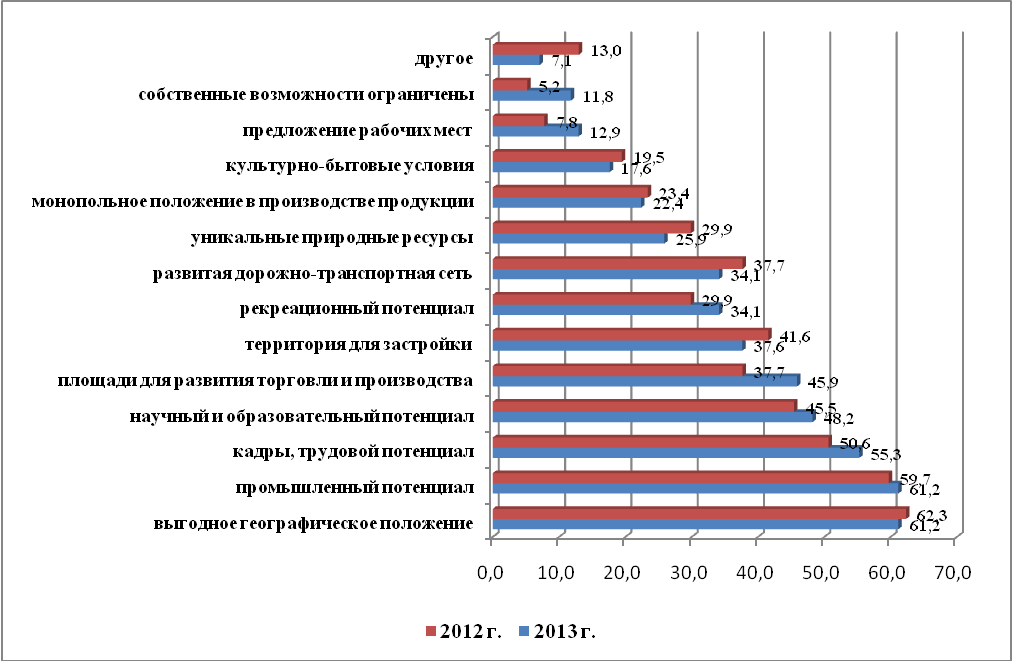 другое
13,0
7,1
собственные возможности ограничены
5,2
11,8
предложение рабочих мест
7,8
12,9
культурно-бытовые условия
19,5
17,6
монопольное положение в производстве продукции
23,4
22,4
уникальные природные ресурсы
29,9
25,9
развитая дорожно-транспортная сеть
37,7
34,1
рекреационный потенциал
29,9
34,1
территория для застройки
41,6
37,6
площади для развития торговли и производства
37,7
45,9
научный и образовательный потенциал
45,5
48,2
кадры, трудовой потенциал
50,6
55,3
промышленный потенциал
59,7
61,2
выгодное географическое положение
62,3
61,2
0,0 10,0 20,0 30,0 40,0 50,0 60,0 70,0
2012 г. 2013 г.